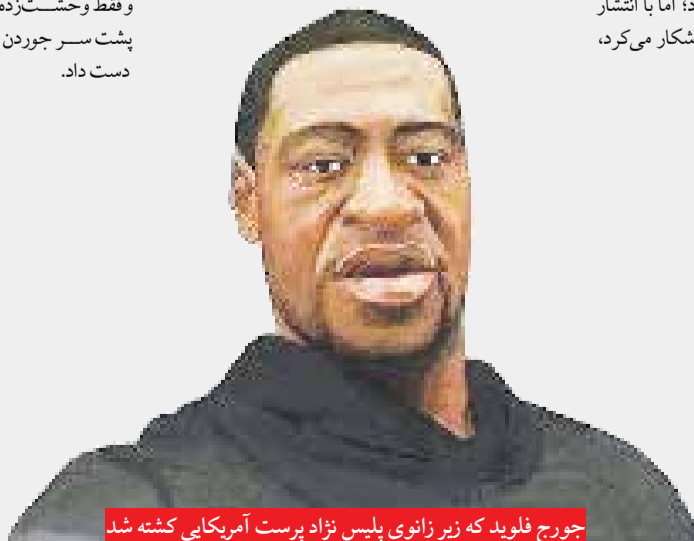 د؛ اما با انتشار
شکار می‌کرد،
و فقط وحشت‌زده
پشت سر جوردن
دست داد.
جورج فلوید که زیر زانوی پلیس نژاد پرست آمریکایی کشته شد